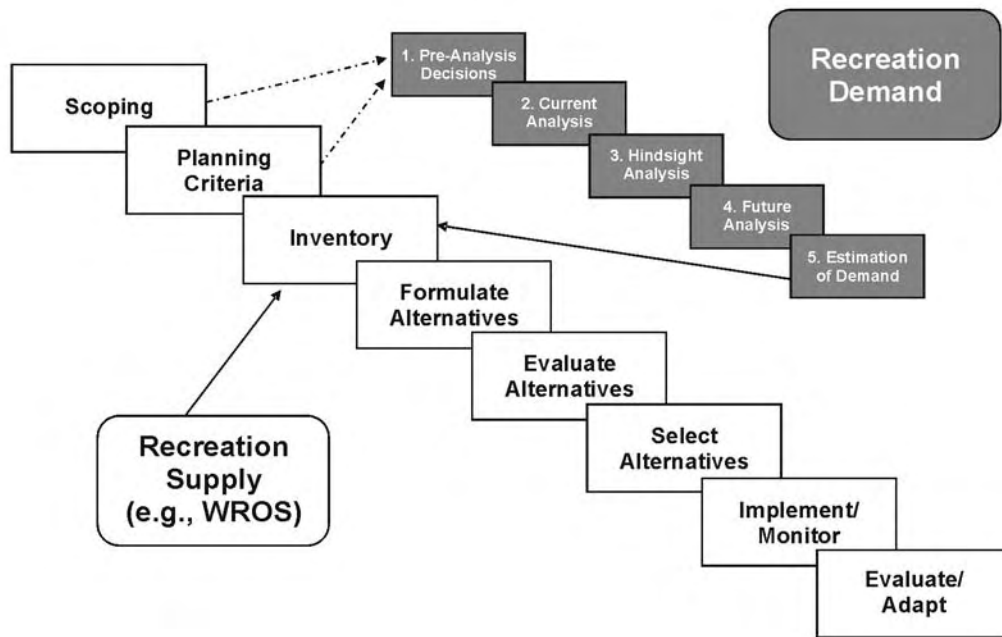 Scoping
Planning
Criteria
Inventory
Formulate
Alternatives
Evaluate
Alternatives
Select
Alternatives
Implement/
Monitor
Evaluate/
Adapt
1. Pre-Analysis
Decisions
2. Current
Analysis
3. Hindsight
Analysis
4. Future
Analysis
5. Estimation
of Demand
Recreation
Demand
Recreation
Supply
(e.g., WROS)